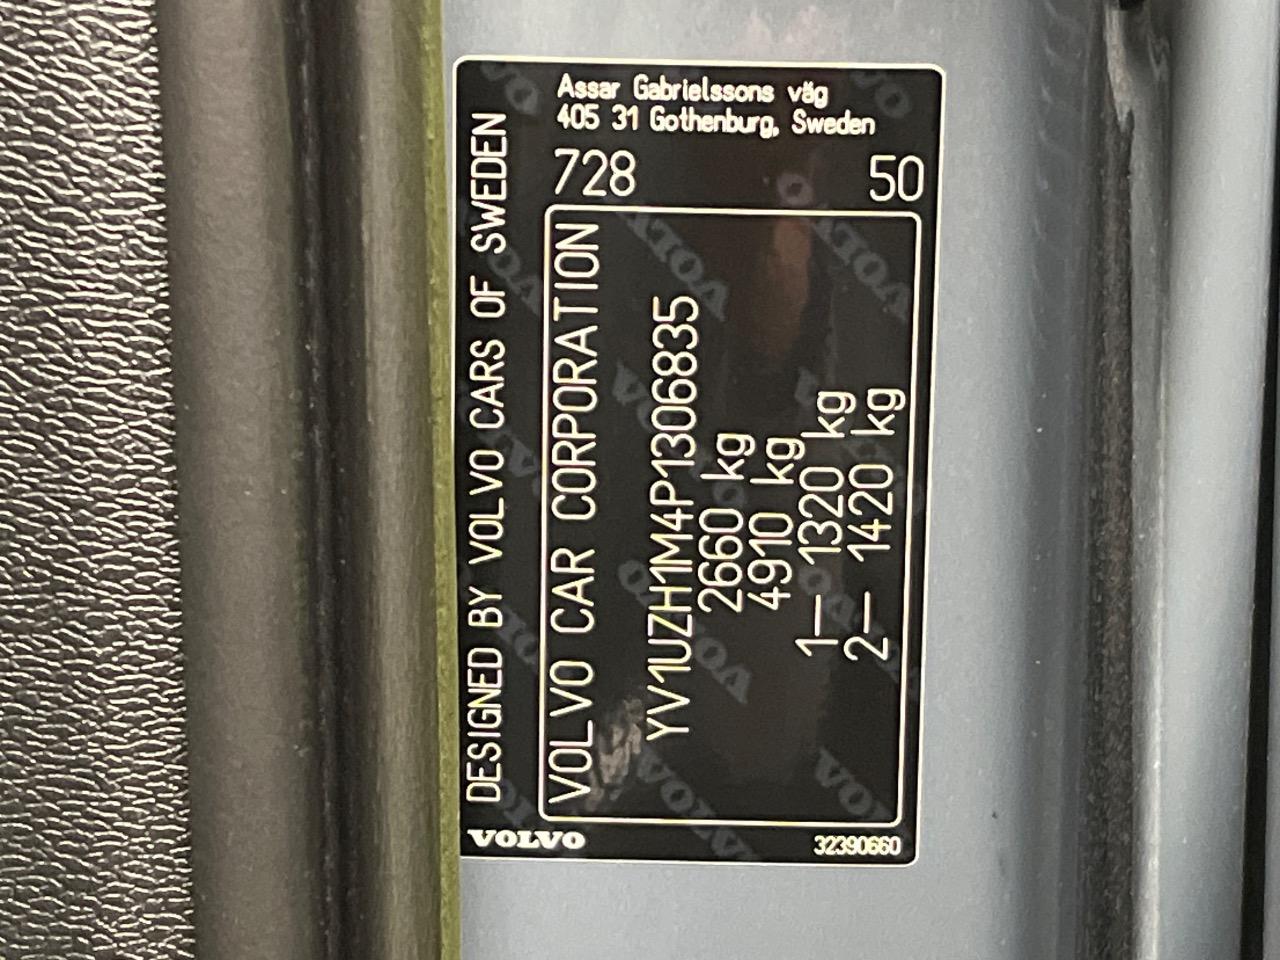 Assar Gabrielssons väg
405 31 Gothenburg, Sweden
728
50
DESIGNED BY VOLVO CARS OF SWEDEN
VOLVO CAR CORPORATION
YV1UZH1M4P1306835
2660 kg
4910 kg
1– 1320 kg
2– 1420 kg
VOLVO
32390660